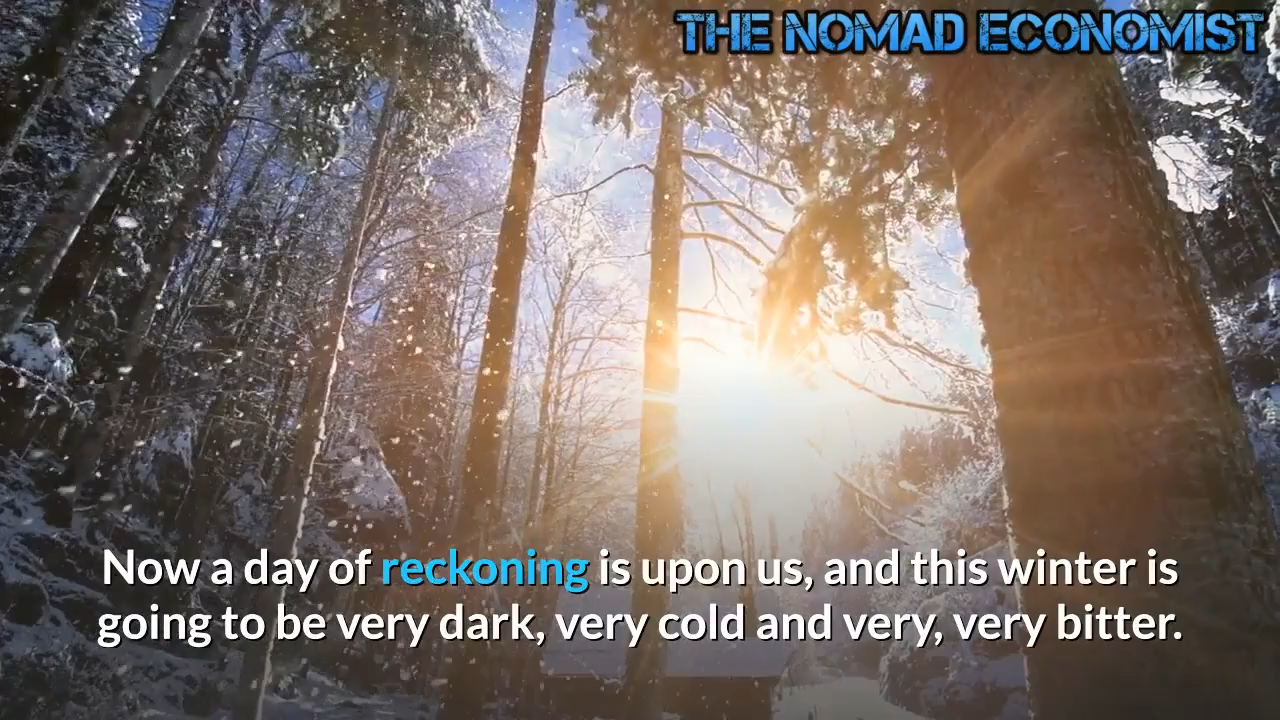 THE NOMAD ECONOMIST
Now a day of reckoning is upon us, and this winter is
going to be very dark, very cold and very, very bitter.